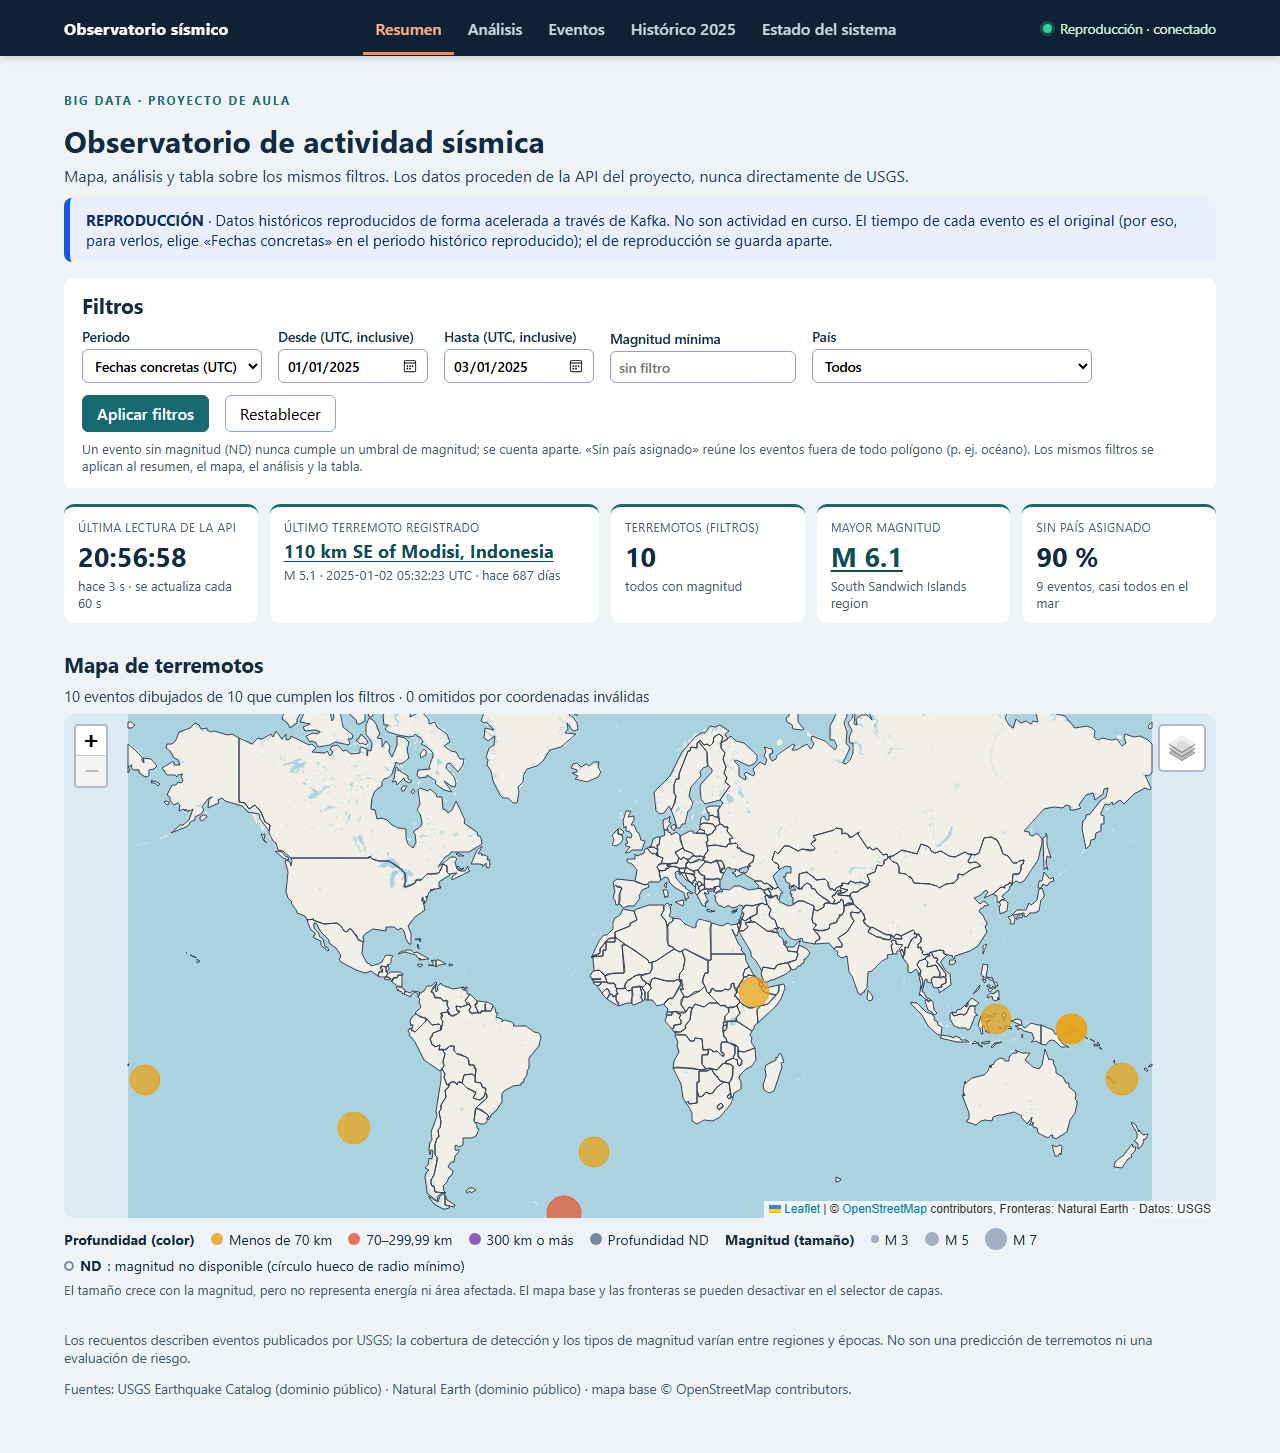 Observatorio sísmico
Resumen
Análisis
Eventos
Histórico 2025
Estado del sistema
Reproducción · conectado
BIG DATA · PROYECTO DE AULA
Observatorio de actividad sísmica
Mapa, análisis y tabla sobre los mismos filtros. Los datos proceden de la API del proyecto, nunca directamente de USGS.
REPRODUCCIÓN · Datos históricos reproducidos de forma acelerada a través de Kafka. No son actividad en curso. El tiempo de cada evento es el original (por eso,
para verlos, elige «Fechas concretas» en el periodo histórico reproducido); el de reproducción se guarda aparte.
Filtros
Periodo
Desde (UTC, inclusive)
Hasta (UTC, inclusive)
Magnitud mínima
País
Fechas concretas (UTC)
01/01/2025
03/01/2025
sin filtro
Todos
Aplicar filtros
Restablecer
Un evento sin magnitud (ND) nunca cumple un umbral de magnitud; se cuenta aparte. «Sin país asignado» reúne los eventos fuera de todo polígono (p. ej. océano). Los mismos filtros se
aplican al resumen, el mapa, el análisis y la tabla.
ÚLTIMA LECTURA DE LA API
20:56:58
hace 3 s · se actualiza cada
60 s
ÚLTIMO TERREMOTO REGISTRADO
110 km SE of Modisi, Indonesia
M 5.1 · 2025-01-02 05:32:23 UTC · hace 687 días
TERREMOTOS (FILTROS)
10
todos con magnitud
MAYOR MAGNITUD
M 6.1
South Sandwich Islands
region
SIN PAÍS ASIGNADO
90 %
9 eventos, casi todos en el
mar
Mapa de terremotos
10 eventos dibujados de 10 que cumplen los filtros · 0 omitidos por coordenadas inválidas
+
−
Leaflet | © OpenStreetMap contributors, Fronteras: Natural Earth · Datos: USGS
Profundidad (color)
Menos de 70 km
70–299,99 km
300 km o más
Profundidad ND
Magnitud (tamaño)
M 3
M 5
M 7
ND : magnitud no disponible (círculo hueco de radio mínimo)
El tamaño crece con la magnitud, pero no representa energía ni área afectada. El mapa base y las fronteras se pueden desactivar en el selector de capas.
Los recuentos describen eventos publicados por USGS; la cobertura de detección y los tipos de magnitud varían entre regiones y épocas. No son una predicción de terremotos ni una
evaluación de riesgo.
Fuentes: USGS Earthquake Catalog (dominio público) · Natural Earth (dominio público) · mapa base © OpenStreetMap contributors.